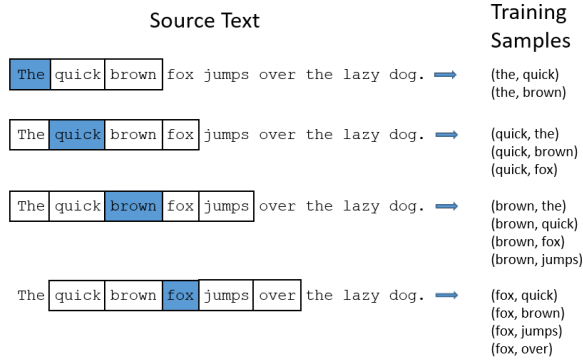 Source Text
Training
Samples
The quick brown fox jumps over the lazy dog.
(the, quick)
(the, brown)
The quick brown fox jumps over the lazy dog.
(quick, the)
(quick, brown)
(quick, fox)
The quick brown fox jumps over the lazy dog.
(brown, the)
(brown, quick)
(brown, fox)
(brown, jumps)
The quick brown fox jumps over the lazy dog.
(fox, quick)
(fox, brown)
(fox, jumps)
(fox, over)